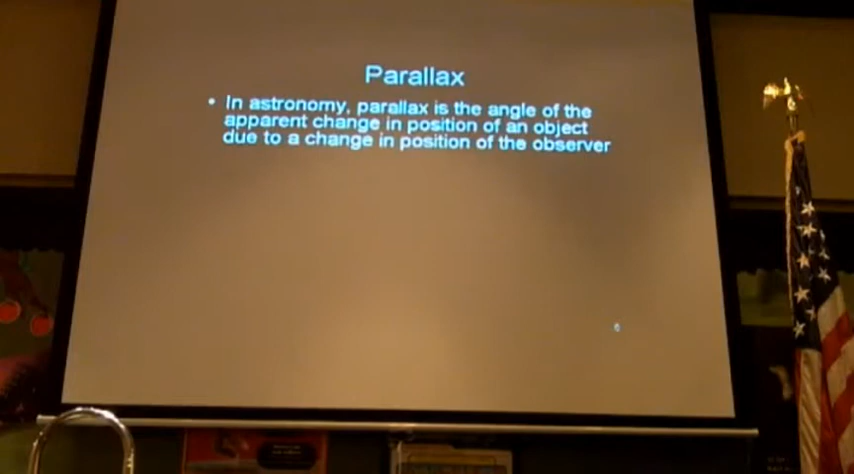 Parallax
• In astronomy, parallax is the angle of the
apparent change in position of an object
due to a change in position of the observer
6